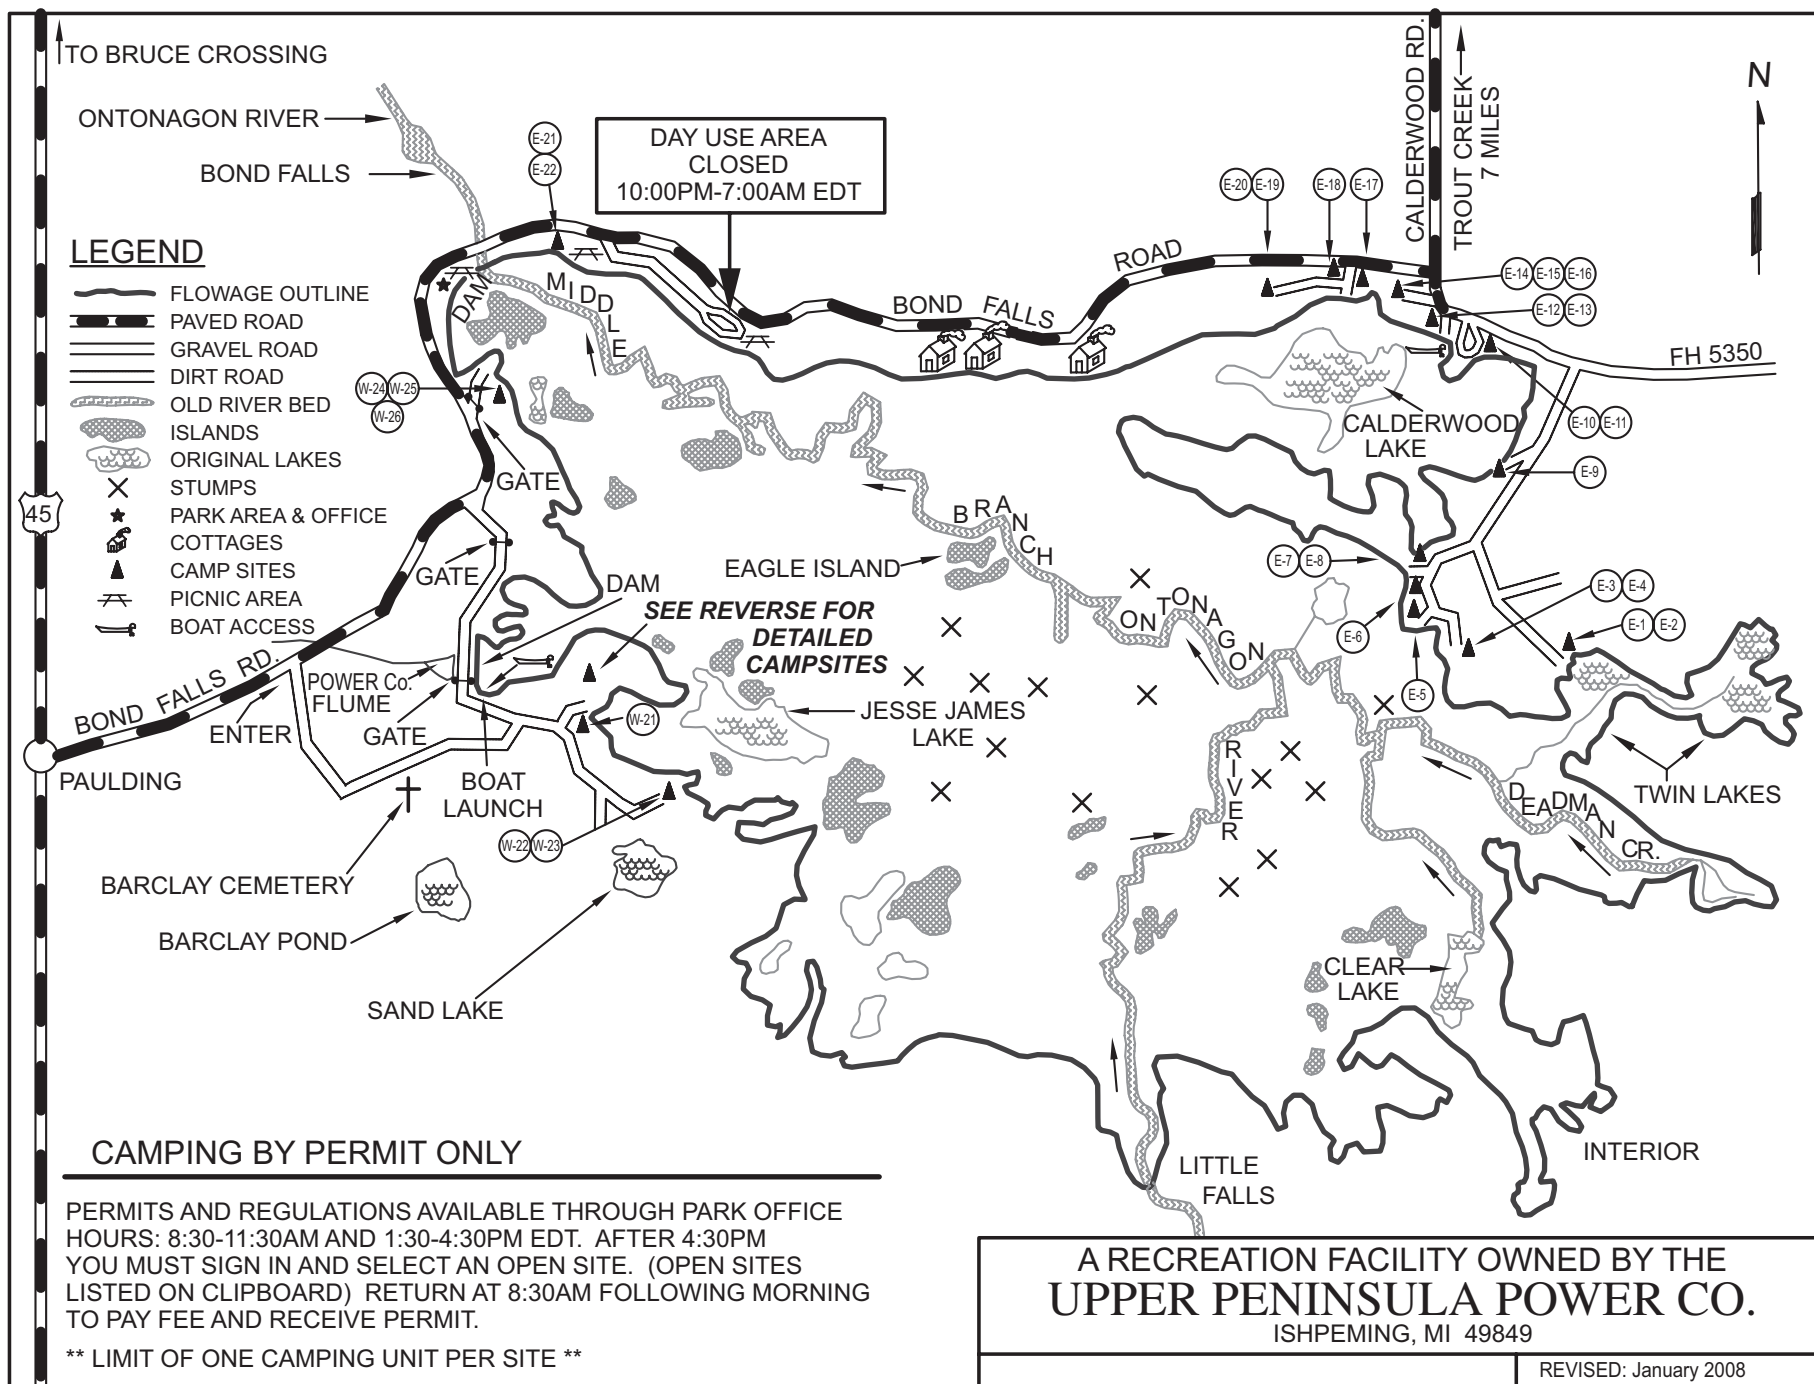 TO BRUCE CROSSING
ONTONAGON RIVER
BOND FALLS
E-21
E-22
DAY USE AREA
CLOSED
10:00PM-7:00AM EDT
E-20 E-19
E-18
E-17
CALDERWOOD RD.
TROUT CREEK
7 MILES
N
LEGEND
FLOWAGE OUTLINE
PAVED ROAD
GRAVEL ROAD
DIRT ROAD
OLD RIVER BED
ISLANDS
ORIGINAL LAKES
STUMPS
PARK AREA & OFFICE
COTTAGES
CAMP SITES
PICNIC AREA
BOAT ACCESS
45
DAM
MIDDLE
BRANCH
ONTONAGON
RIVER
BOND FALLS ROAD
E-14 E-15 E-16
E-12 E-13
FH 5350
W-24 W-25
W-26
CALDERWOOD
LAKE
E-10 E-11
E-9
GATE
GATE
EAGLE ISLAND
E-7 E-8
E-3 E-4
E-1 E-2
E-6
E-5
DAM
SEE REVERSE FOR
DETAILED
CAMPSITES
POWER Co.
FLUME
GATE
BOND FALLS RD.
ENTER
PAULDING
W-21
JESSE JAMES
LAKE
BOAT
LAUNCH
TWIN LAKES
DEADMAN CR.
W-22 W-23
BARCLAY CEMETERY
BARCLAY POND
SAND LAKE
CLEAR
LAKE
INTERIOR
LITTLE
FALLS
CAMPING BY PERMIT ONLY
PERMITS AND REGULATIONS AVAILABLE THROUGH PARK OFFICE
HOURS: 8:30-11:30AM AND 1:30-4:30PM EDT. AFTER 4:30PM
YOU MUST SIGN IN AND SELECT AN OPEN SITE. (OPEN SITES
LISTED ON CLIPBOARD) RETURN AT 8:30AM FOLLOWING MORNING
TO PAY FEE AND RECEIVE PERMIT.
** LIMIT OF ONE CAMPING UNIT PER SITE **
A RECREATION FACILITY OWNED BY THE
UPPER PENINSULA POWER CO.
ISHPEMING, MI 49849
REVISED: January 2008